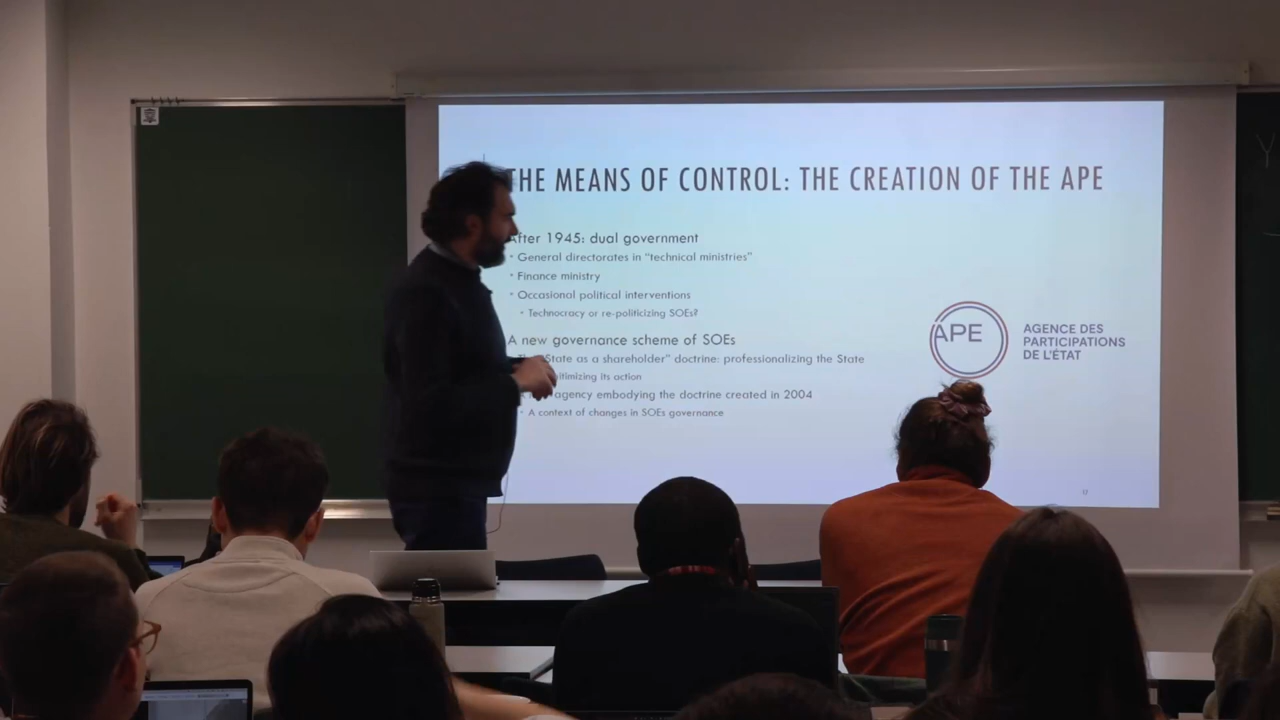 THE MEANS OF CONTROL: THE CREATION OF THE APE
After 1945: dual government
General directorates in “technical ministries”
Finance ministry
Occasional political interventions
Technocracy or re-politicizing SOEs?
A new governance scheme of SOEs
State as a shareholder” doctrine: professionalizing the State
its action
agency embodying the doctrine created in 2004
A context of changes in SOEs governance
APE
AGENCE DES
PARTICIPATIONS
DE L'ÉTAT
17